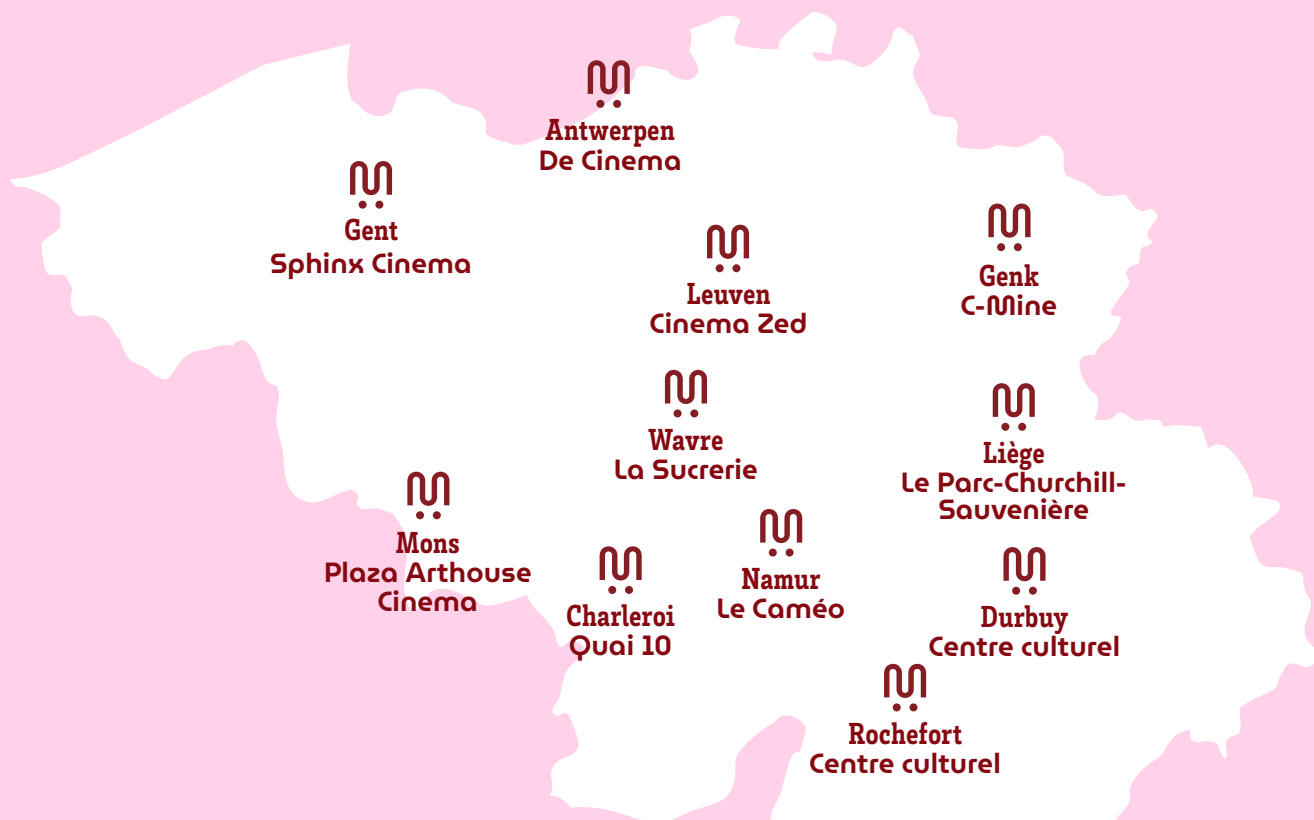 Antwerpen
De Cinema
Gent
Sphinx Cinema
Leuven
Cinema Zed
Genk
C-Mine
Wavre
La Sucrerie
Liège
Le Parc-Churchill-
Sauvenière
Mons
Plaza Arthouse
Cinema
Charleroi
Quai 10
Namur
Le Caméo
Durbuy
Centre culturel
Rochefort
Centre culturel